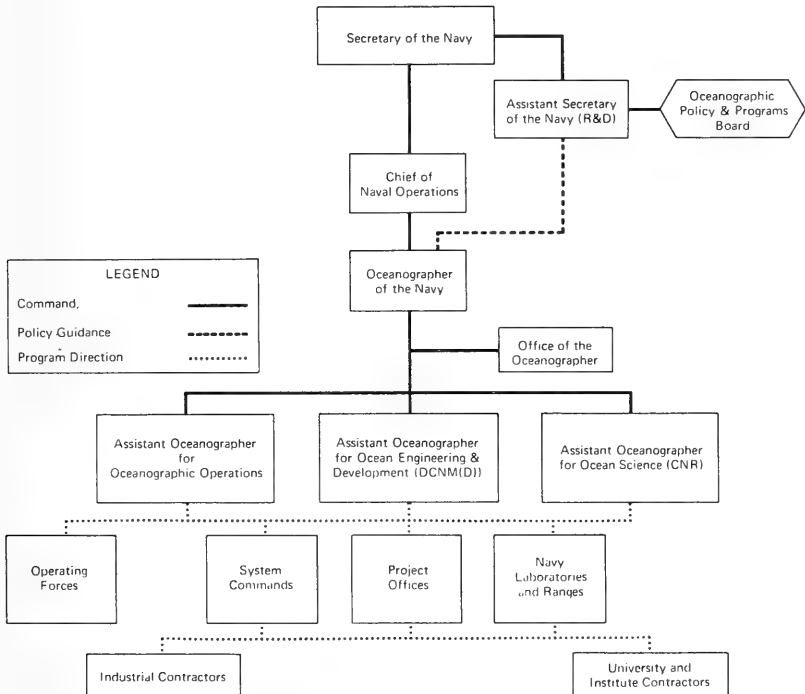 Secretary of the Navy
Assistant Secretary
of the Navy (R&D)
Oceanographic
Policy & Programs
Board
Chief of
Naval Operations
Oceanographer
of the Navy
LEGEND
Command,
Policy Guidance
Program Direction
Office of the
Oceanographer
Assistant Oceanographer
for
Oceanographic Operations
Assistant Oceanographer
for Ocean Engineering &
Development (DCNM(D))
Assistant Oceanographer
for Ocean Science (CNR)
Operating
Forces
System
Commands
Project
Offices
Navy
Laboratories
and Ranges
Industrial Contractors
University and
Institute Contractors